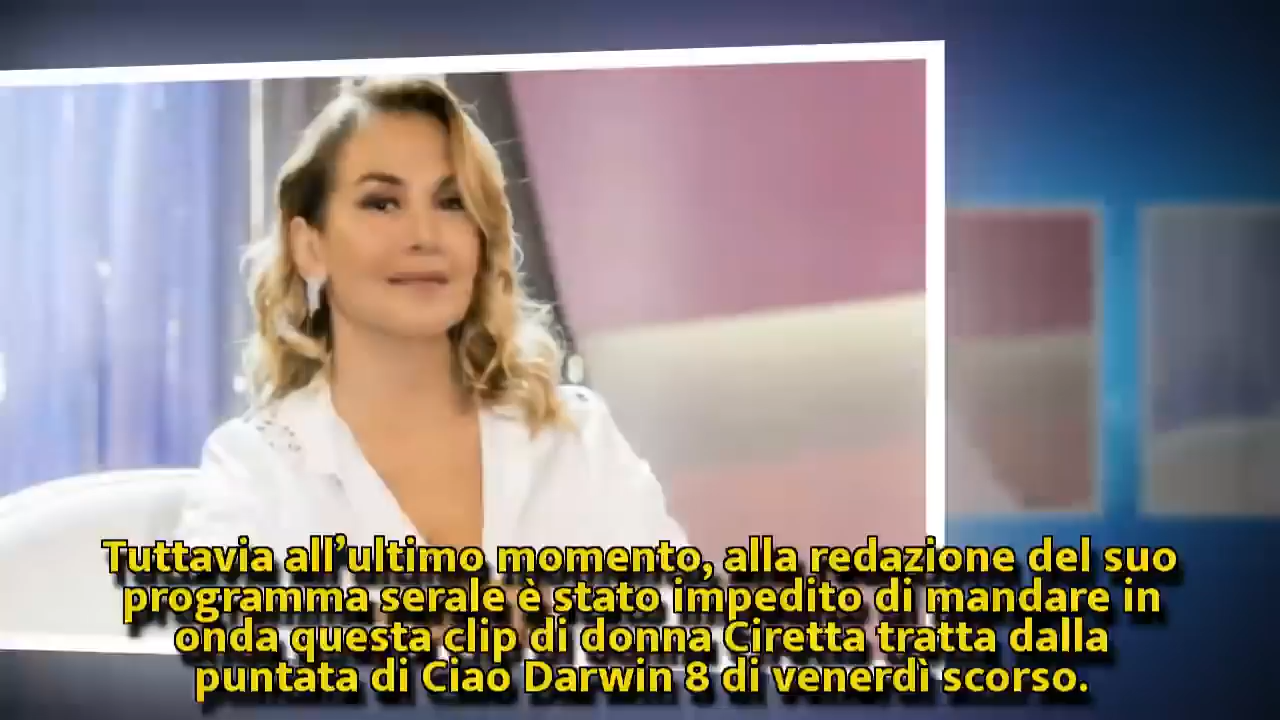 Tuttavia all’ultimo momento, alla redazione del suo
programma serale è stato impedito di mandare in
onda questa clip di donna Ciretta tratta dalla
puntata di Ciao Darwin 8 di venerdì scorso.